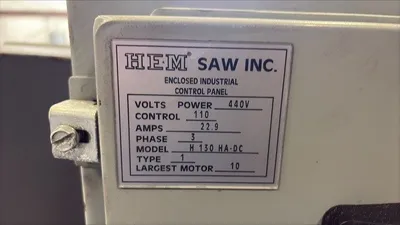 HE·M SAW INC.
ENCLOSED INDUSTRIAL
CONTROL PANEL
VOLTS POWER 440V
CONTROL 110
AMPS 22.9
PHASE 3
MODEL H 130 HA-DC
TYPE 1
LARGEST MOTOR 10